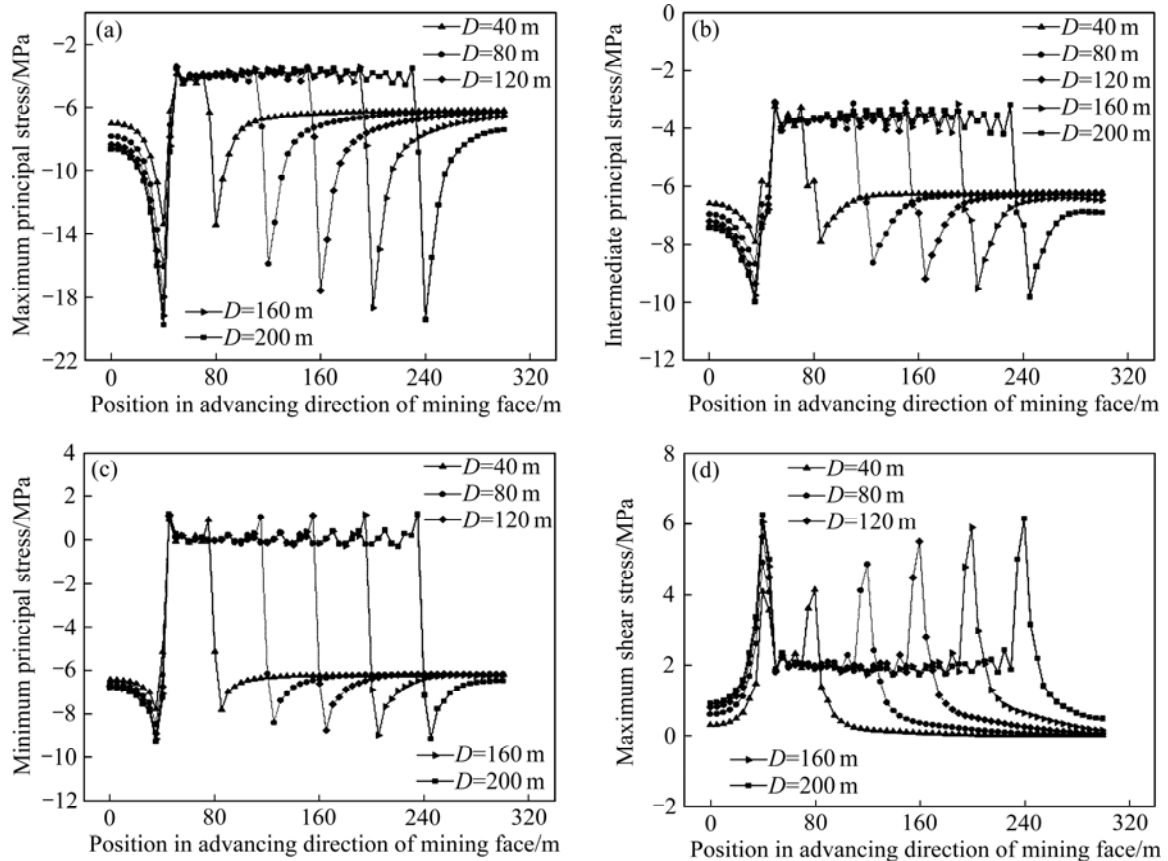 (a)
D=40 m
D=80 m
D=120 m
D=160 m
D=200 m
−2
−6
−10
−14
−18
−22
Maximum principal stress/MPa
0 80 160 240 320
Position in advancing direction of mining face/m
(b)
D=40 m
D=80 m
D=120 m
D=160 m
D=200 m
0
−2
−4
−6
−8
−10
−12
Intermediate principal stress/MPa
0 80 160 240 320
Position in advancing direction of mining face/m
(c)
D=40 m
D=80 m
D=120 m
D=160 m
D=200 m
4
2
0
−2
−4
−6
−8
−10
−12
Minimum principal stress/MPa
0 80 160 240 320
Position in advancing direction of mining face/m
(d)
D=40 m
D=80 m
D=120 m
D=160 m
D=200 m
8
6
4
2
0
−2
Maximum shear stress/MPa
0 80 160 240 320
Position in advancing direction of mining face/m